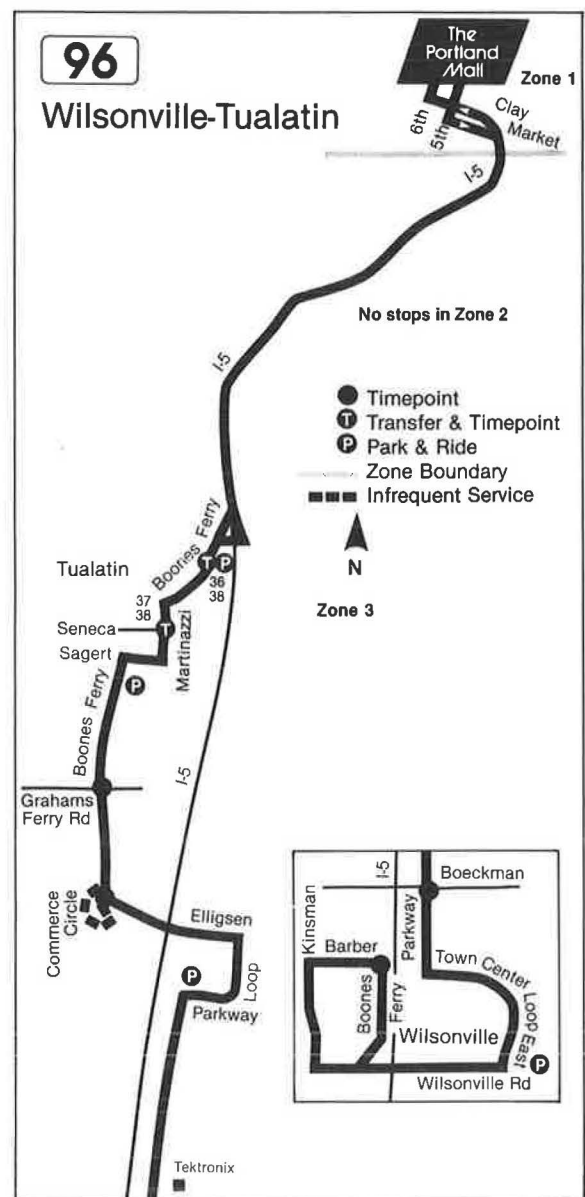 96
Wilsonville-Tualatin
The
Portland
Mall
Zone 1
6th
5th
Clay
Market
I-5
No stops in Zone 2
I-5
Timepoint
T Transfer & Timepoint
P Park & Ride
Zone Boundary
Infrequent Service
N
Zone 3
Boones Ferry
Tualatin
T P
36
38
37
38
Seneca
T
Martinazzi
Sagert
P
Boones Ferry
I-5
Grahams
Ferry Rd
Commerce
Circle
Elligsen
P
Loop
Parkway
Tektronix
I-5
Boeckman
Kinsman
Parkway
Barber
Town Center
Loop East
Boones
Ferry
Wilsonville
P
Wilsonville Rd